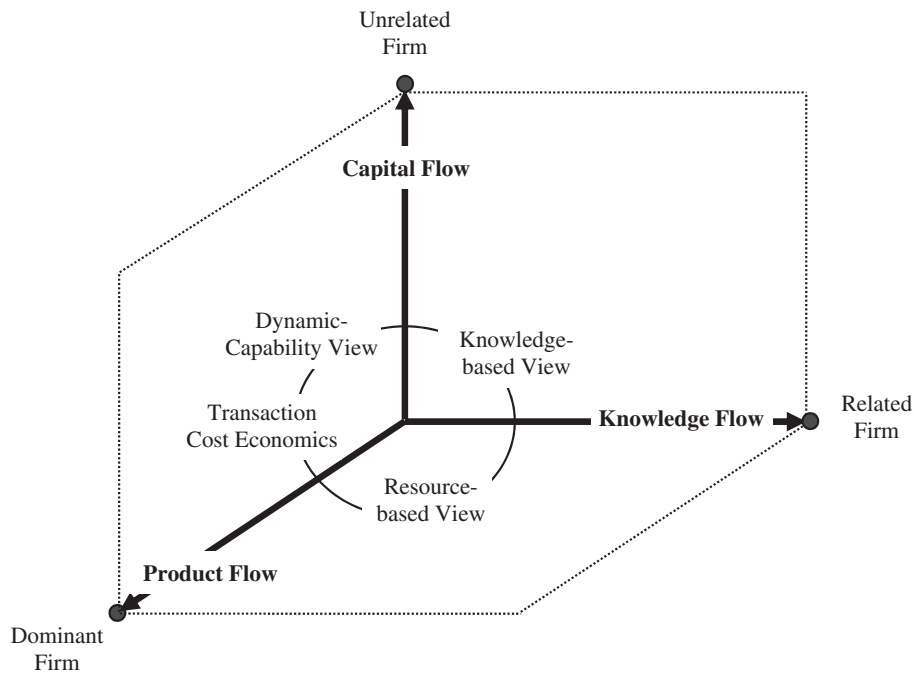 Unrelated
Firm
Capital Flow
Dynamic-
Capability View
Knowledge-
based View
Transaction
Cost Economics
Knowledge Flow
Related
Firm
Resource-
based View
Product Flow
Dominant
Firm